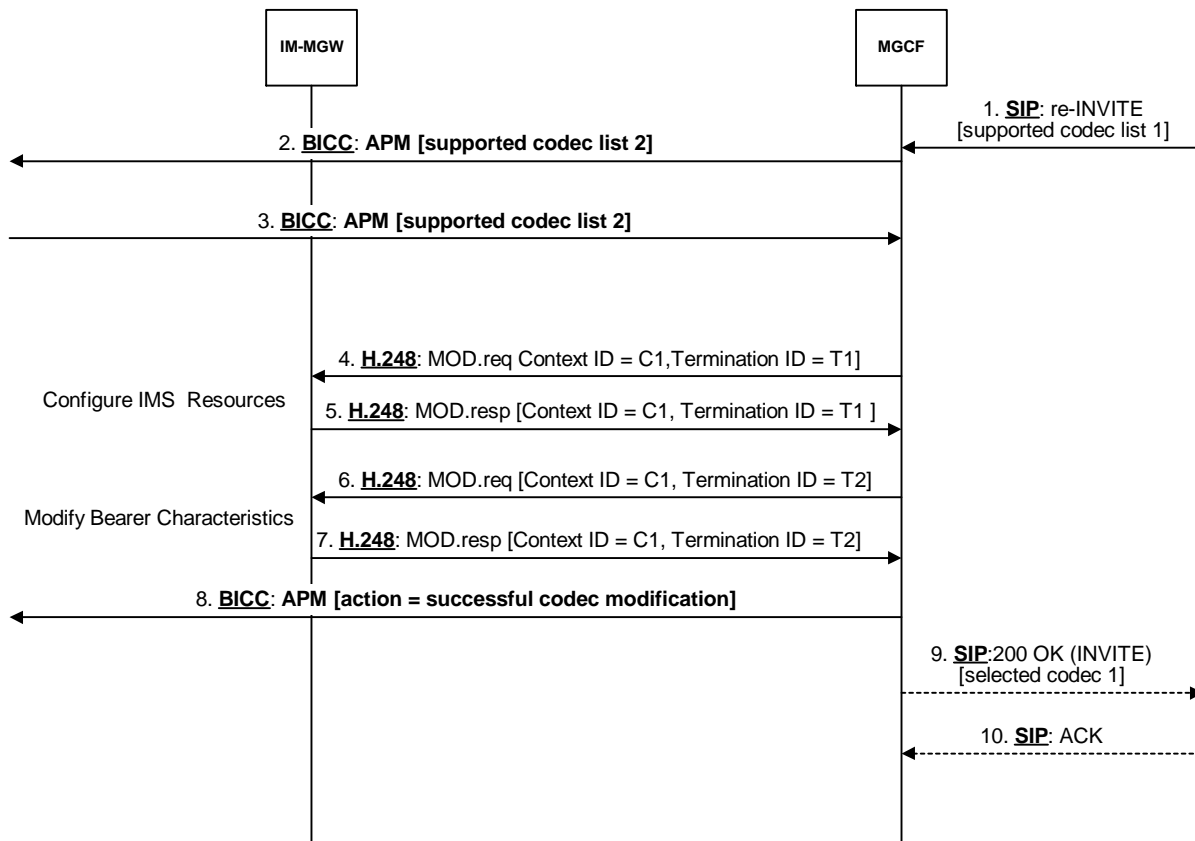 IM-MGW
MGCF
1. SIP: re-INVITE
[supported codec list 1]
2. BICC: APM [supported codec list 2]
3. BICC: APM [supported codec list 2]
4. H.248: MOD.req Context ID = C1,Termination ID = T1]
Configure IMS Resources
5. H.248: MOD.resp [Context ID = C1, Termination ID = T1 ]
6. H.248: MOD.req [Context ID = C1, Termination ID = T2]
Modify Bearer Characteristics
7. H.248: MOD.resp [Context ID = C1, Termination ID = T2]
8. BICC: APM [action = successful codec modification]
9. SIP:200 OK (INVITE)
[selected codec 1]
10. SIP: ACK